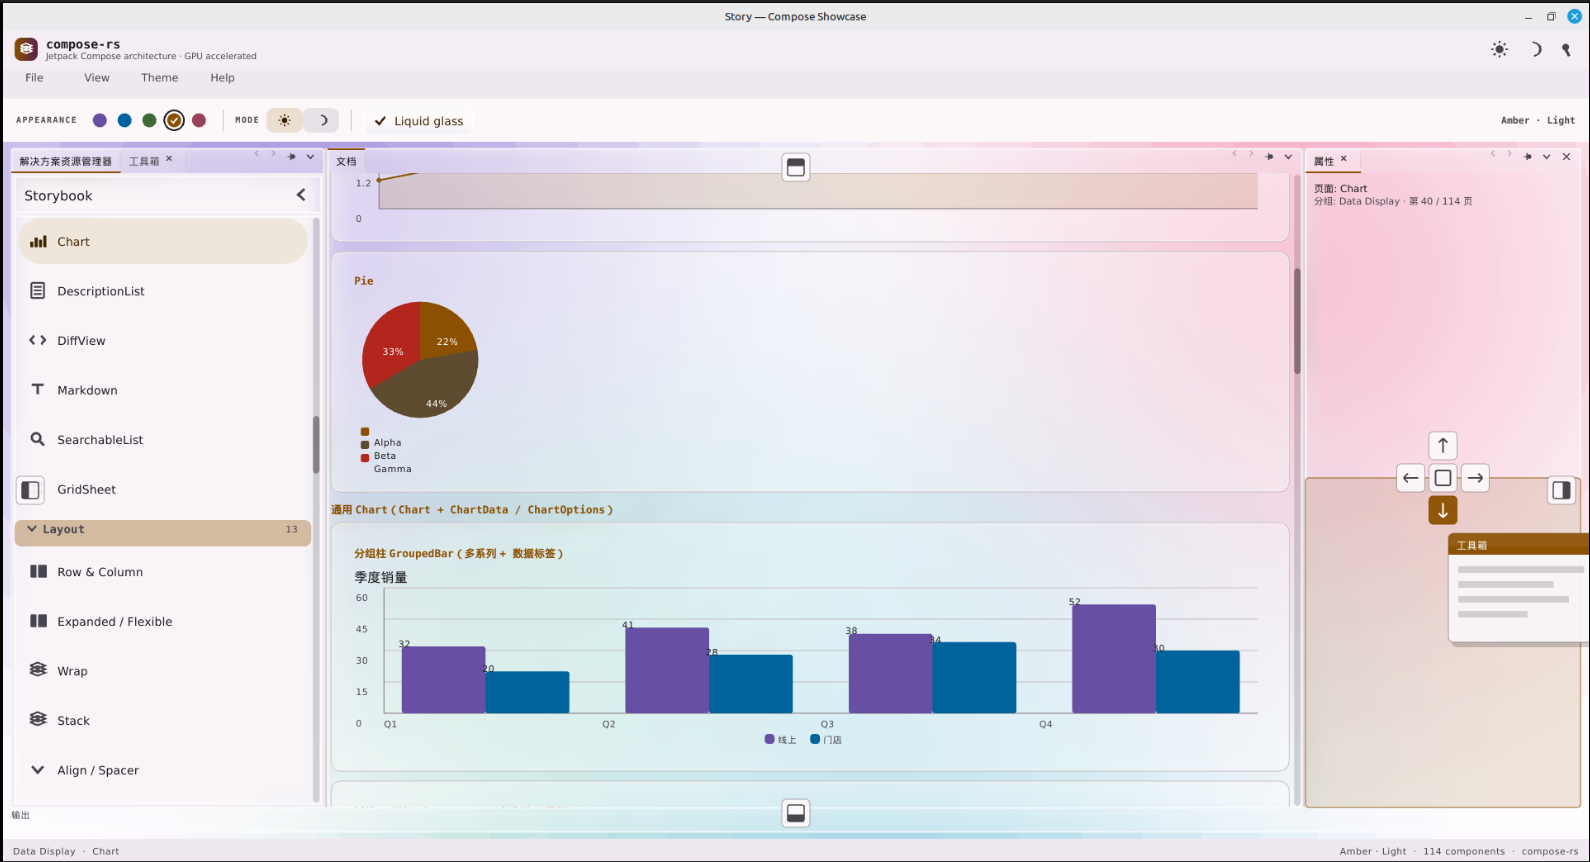 Story — Compose Showcase
compose-rs
Jetpack Compose architecture · GPU accelerated
File View Theme Help
APPEARANCE MODE Liquid glass Amber · Light
解决方案资源管理器 工具箱
Storybook
Chart
DescriptionList
DiffView
Markdown
SearchableList
GridSheet
Layout 13
Row & Column
Expanded / Flexible
Wrap
Stack
Align / Spacer
文档
1.2
0
Pie
33%
22%
44%
Alpha
Beta
Gamma
通用 Chart ( Chart + ChartData / ChartOptions )
分组柱 GroupedBar ( 多系列 + 数据标签 )
季度销量
60
45
30
15
0
32
20
41
28
38
34
52
30
Q1 Q2 Q3 Q4
线上 门店
属性
页面: Chart
分组: Data Display · 第 40 / 114 页
工具箱
输出
Data Display · Chart
Amber · Light · 114 components · compose-rs